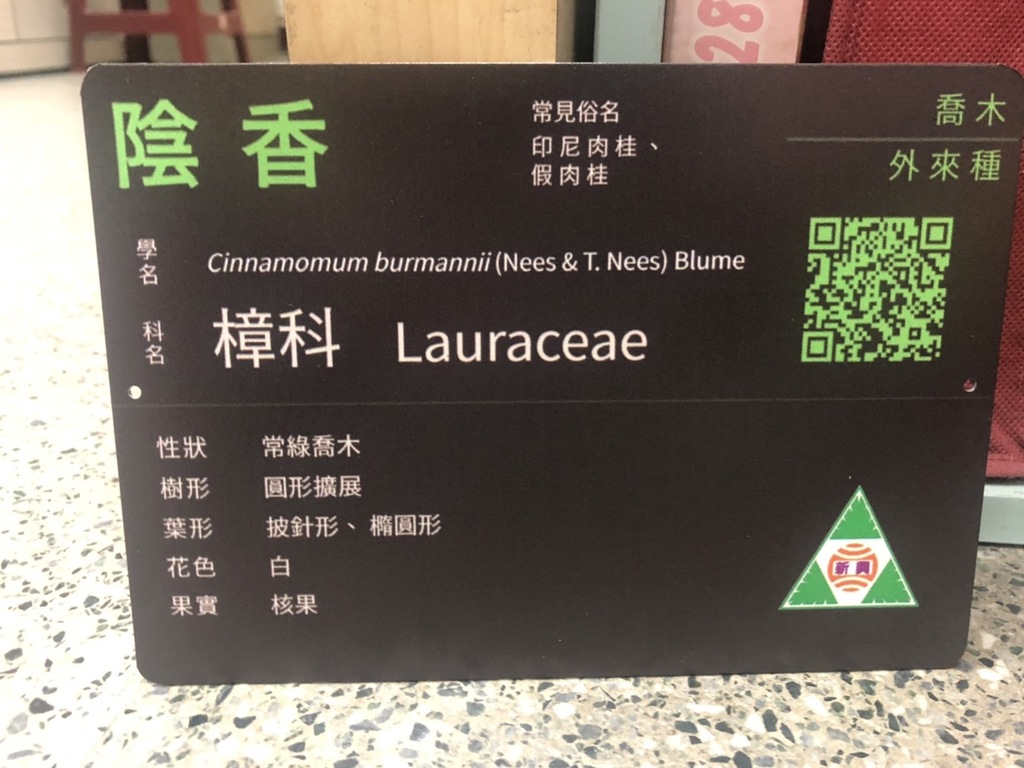 28
陰香
常見俗名
印尼肉桂、
假肉桂
喬木
外來種
學名
Cinnamomum burmannii (Nees & T. Nees) Blume
科名
樟科 Lauraceae
性狀 常綠喬木
樹形 圓形擴展
葉形 披針形、橢圓形
花色 白
果實 核果
新興